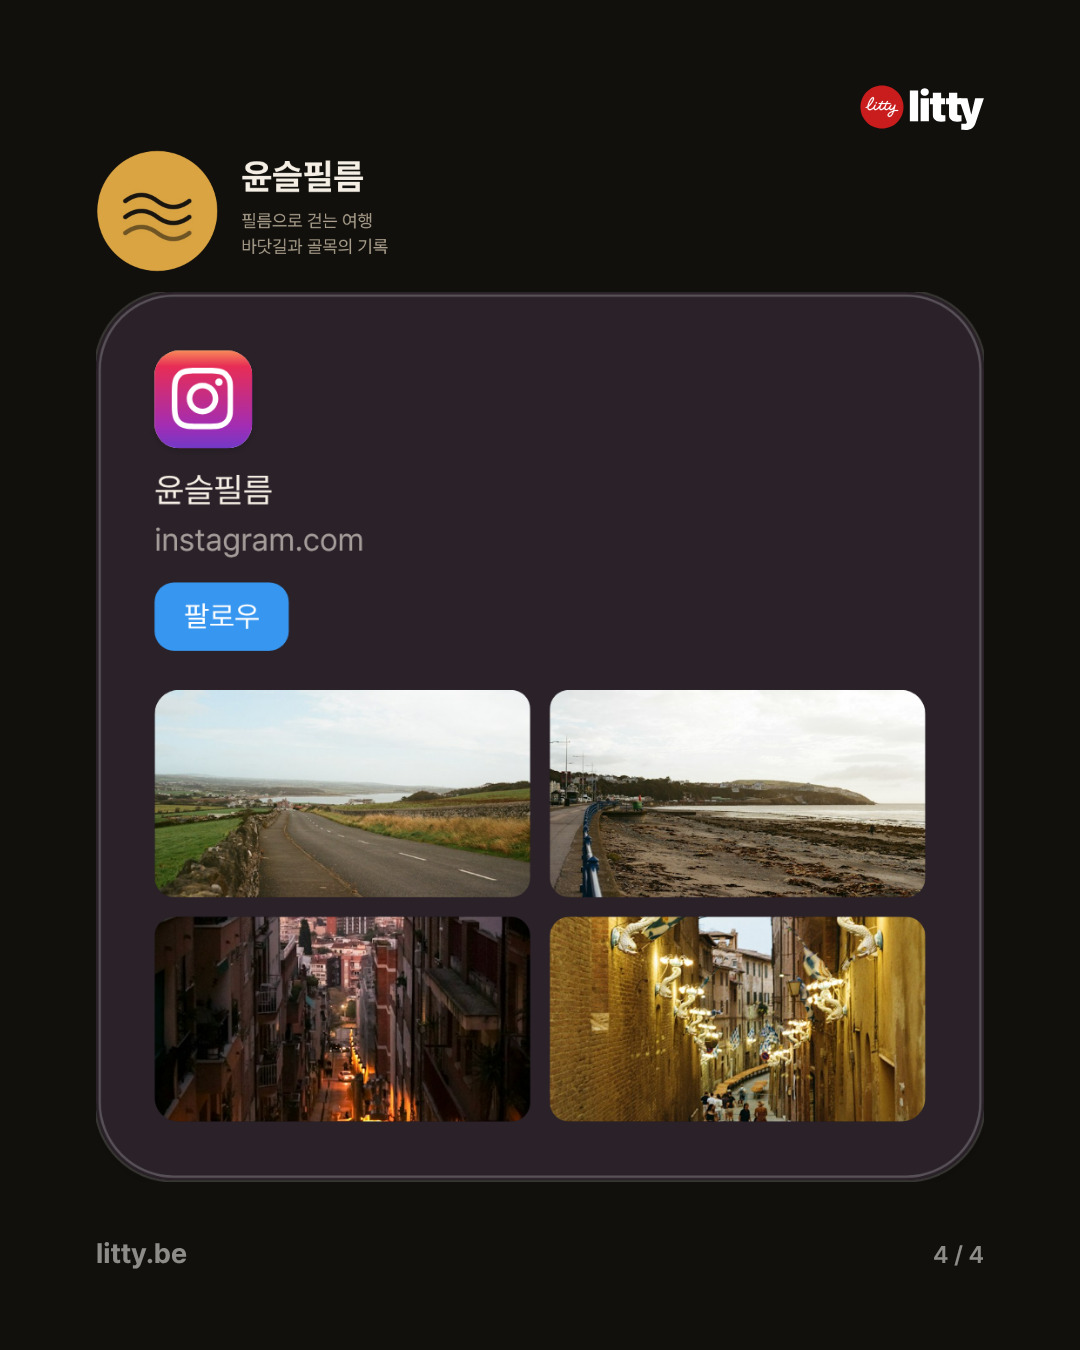 litty litty
윤슬필름
필름으로 걷는 여행
바닷길과 골목의 기록
윤슬필름
instagram.com
팔로우
litty.be
4 / 4